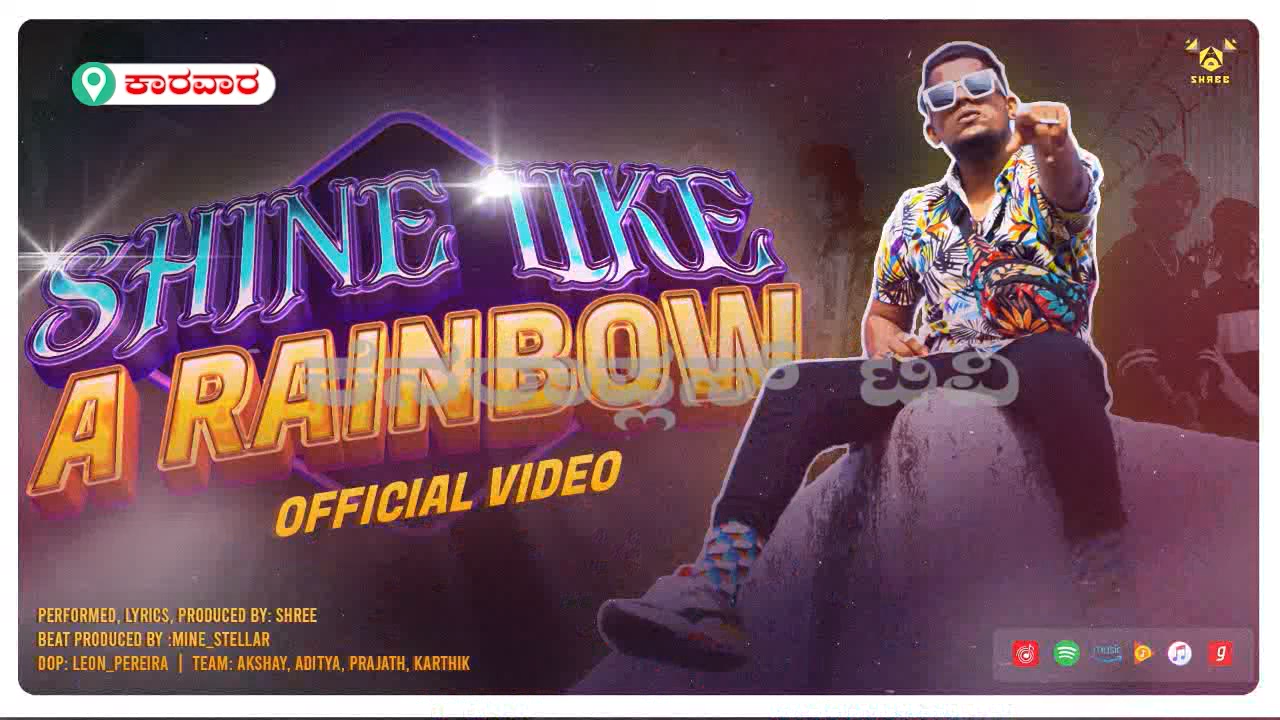 ಕಾರವಾರ
SHREE
SHINE LIKE
A RAINBOW
ಟಿವಿ
OFFICIAL VIDEO
PERFORMED, LYRICS, PRODUCED BY: SHREE
BEAT PRODUCED BY :MINE_STELLAR
DOP: LEON_PEREIRA | TEAM: AKSHAY, ADITYA, PRAJATH, KARTHIK
music